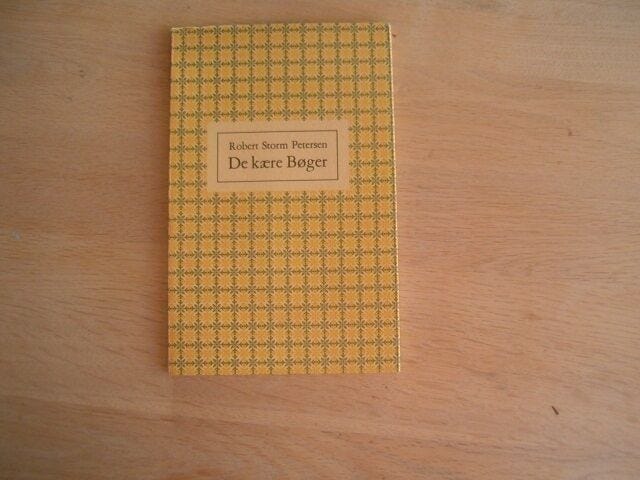 Robert Storm Petersen
De kære Bøger